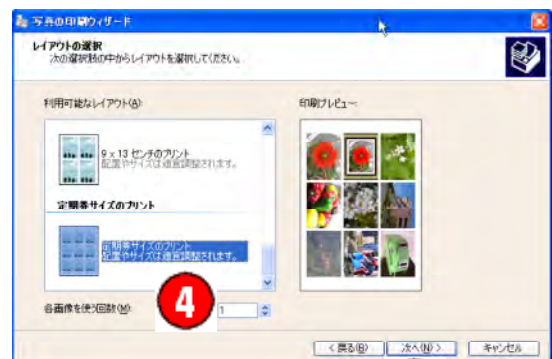 写真の印刷ウィザード
レイアウトの選択
次の選択肢の中からレイアウトを選択してください。
利用可能なレイアウト(A):
印刷プレビュー:
9 x 13 センチのプリント
配置やサイズは適宜調整されます。
定期券サイズのプリント
定期券サイズのプリント
配置やサイズは適宜調整されます。
各画像を使う回数(M):
4
1
< 戻る(B)
次へ(N) >
キャンセル